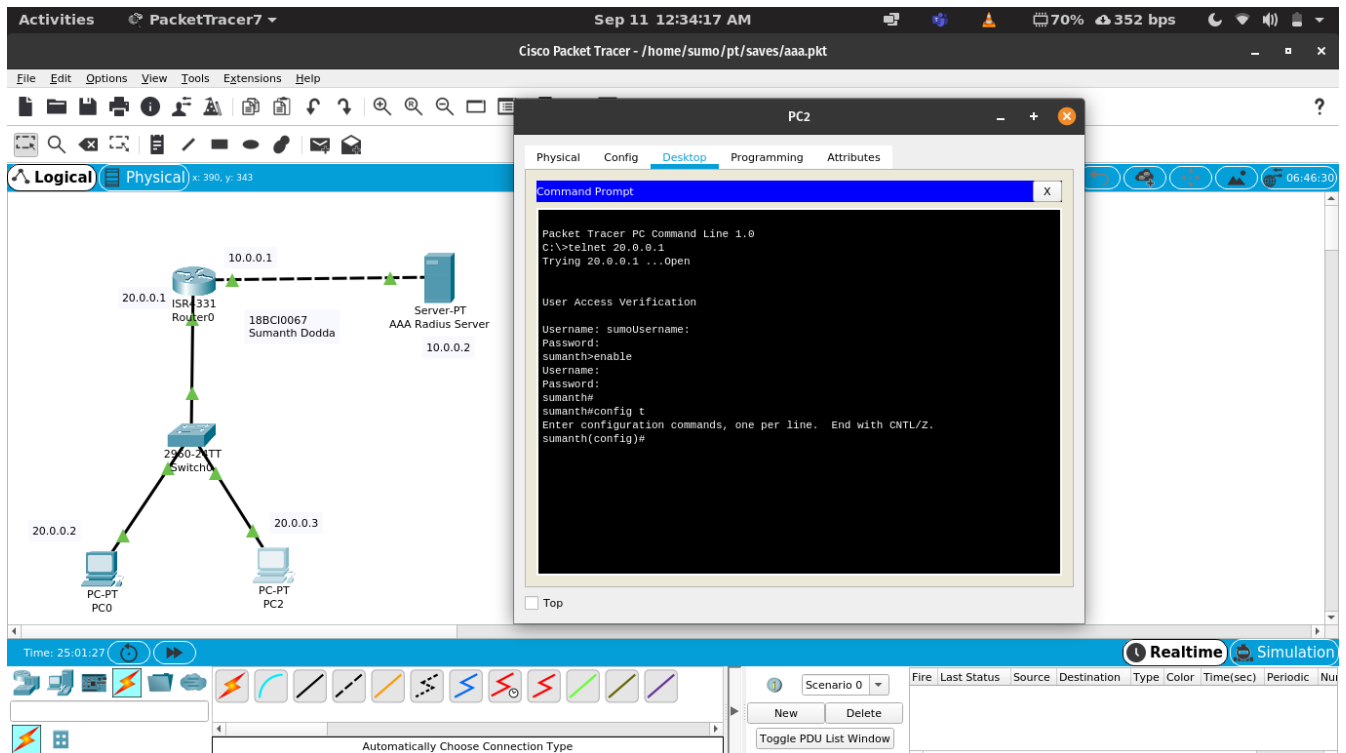 Activities PacketTracer7 Sep 11 12:34:17 AM 70% 352 bps
Cisco Packet Tracer - /home/sumo/pt/saves/aaa.pkt
File Edit Options View Tools Extensions Help
?
PC2
Physical Config Desktop Programming Attributes
Logical Physical x: 390, y: 343
06:46:30
Command Prompt X
Packet Tracer PC Command Line 1.0
C:\>telnet 20.0.0.1
Trying 20.0.0.1 ...Open
User Access Verification
Username: sumoUsername:
Password:
sumanth>enable
Username:
Password:
sumanth#
sumanth#config t
Enter configuration commands, one per line.  End with CNTL/Z.
sumanth(config)#
Top
10.0.0.1
20.0.0.1
ISR4331
Router0
18BCI0067
Sumanth Dodda
Server-PT
AAA Radius Server
10.0.0.2
2950-24TT
Switch0
20.0.0.2
20.0.0.3
PC-PT
PC0
PC-PT
PC2
Time: 25:01:27
Realtime Simulation
Scenario 0
New Delete
Toggle PDU List Window
Fire Last Status Source Destination Type Color Time(sec) Periodic
Automatically Choose Connection Type